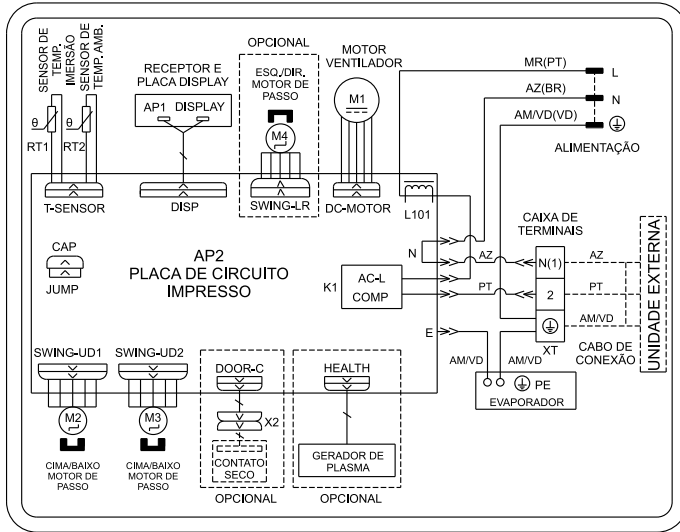 SENSOR DE
TEMP.
IMERSÃO
SENSOR DE
TEMP. AMB.
θ
RT1
θ
RT2
T-SENSOR
RECEPTOR E
PLACA DISPLAY
AP1 DISPLAY
DISP
OPCIONAL
ESQ./DIR.
MOTOR DE
PASSO
M4
SWING-LR
MOTOR
VENTILADOR
M1
DC-MOTOR
L101
MR(PT)
L
AZ(BR)
N
AM/VD(VD)
ALIMENTAÇÃO
CAP
JUMP
AP2
PLACA DE CIRCUITO
IMPRESSO
K1
AC-L
COMP
N
E
CAIXA DE
TERMINAIS
AZ
N(1)
AZ
PT
2
PT
AM/VD
XT
CABO DE
CONEXÃO
UNIDADE EXTERNA
AM/VD
AM/VD
PE
EVAPORADOR
SWING-UD1
M2
CIMA/BAIXO
MOTOR DE
PASSO
SWING-UD2
M3
CIMA/BAIXO
MOTOR DE
PASSO
DOOR-C
X2
CONTATO
SECO
OPCIONAL
HEALTH
GERADOR DE
PLASMA
OPCIONAL